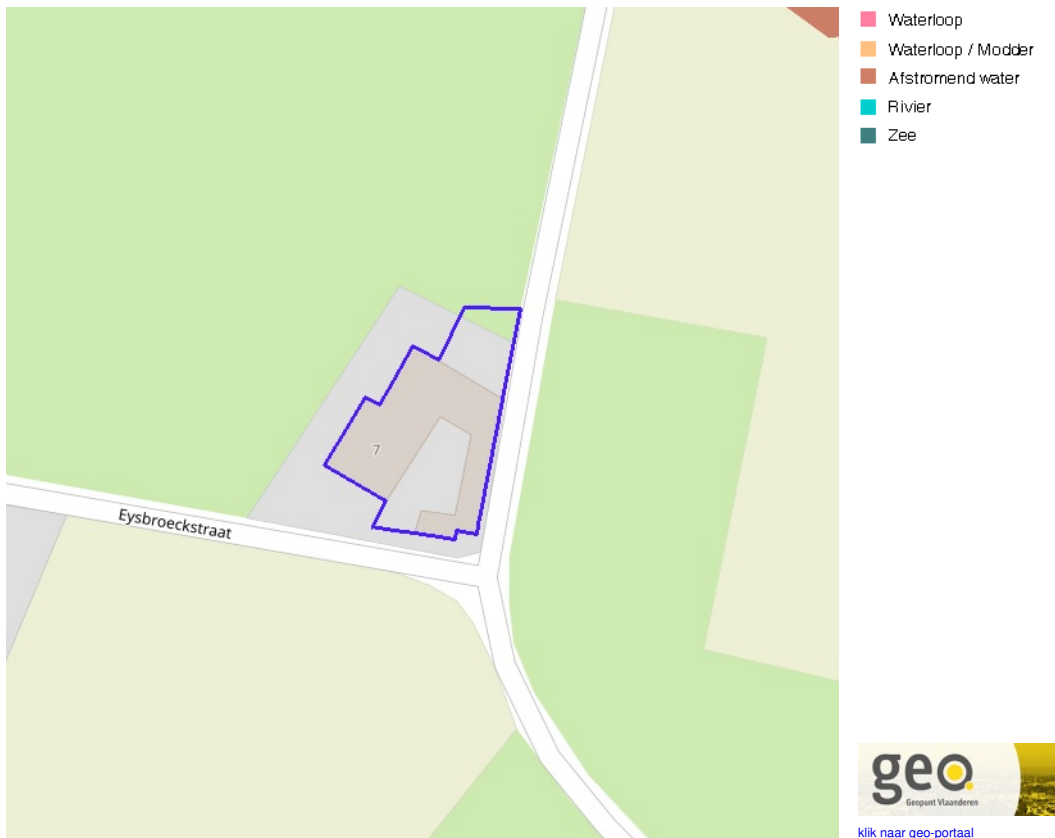 Waterloop
Waterloop / Modder
Afstromend water
Rivier
Zee
7
Eysbroeckstraat
geo.
Geopunt Vlaanderen
klik naar geo-portaal